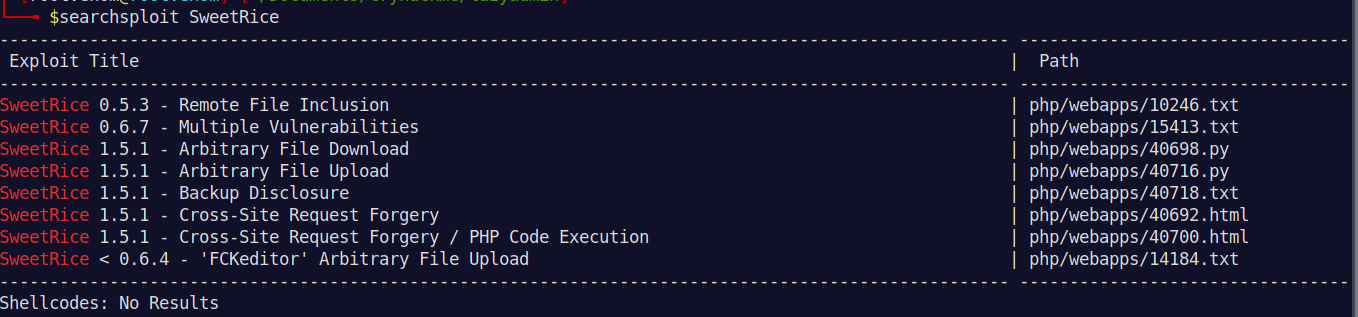 $searchsploit SweetRice
---------------------------------------------------------------------------------------------------- ---------------------------------
Exploit Title | Path
---------------------------------------------------------------------------------------------------- ---------------------------------
SweetRice 0.5.3 - Remote File Inclusion | php/webapps/10246.txt
SweetRice 0.6.7 - Multiple Vulnerabilities | php/webapps/15413.txt
SweetRice 1.5.1 - Arbitrary File Download | php/webapps/40698.py
SweetRice 1.5.1 - Arbitrary File Upload | php/webapps/40716.py
SweetRice 1.5.1 - Backup Disclosure | php/webapps/40718.txt
SweetRice 1.5.1 - Cross-Site Request Forgery | php/webapps/40692.html
SweetRice 1.5.1 - Cross-Site Request Forgery / PHP Code Execution | php/webapps/40700.html
SweetRice < 0.6.4 - 'FCKeditor' Arbitrary File Upload | php/webapps/14184.txt
---------------------------------------------------------------------------------------------------- ---------------------------------
Shellcodes: No Results